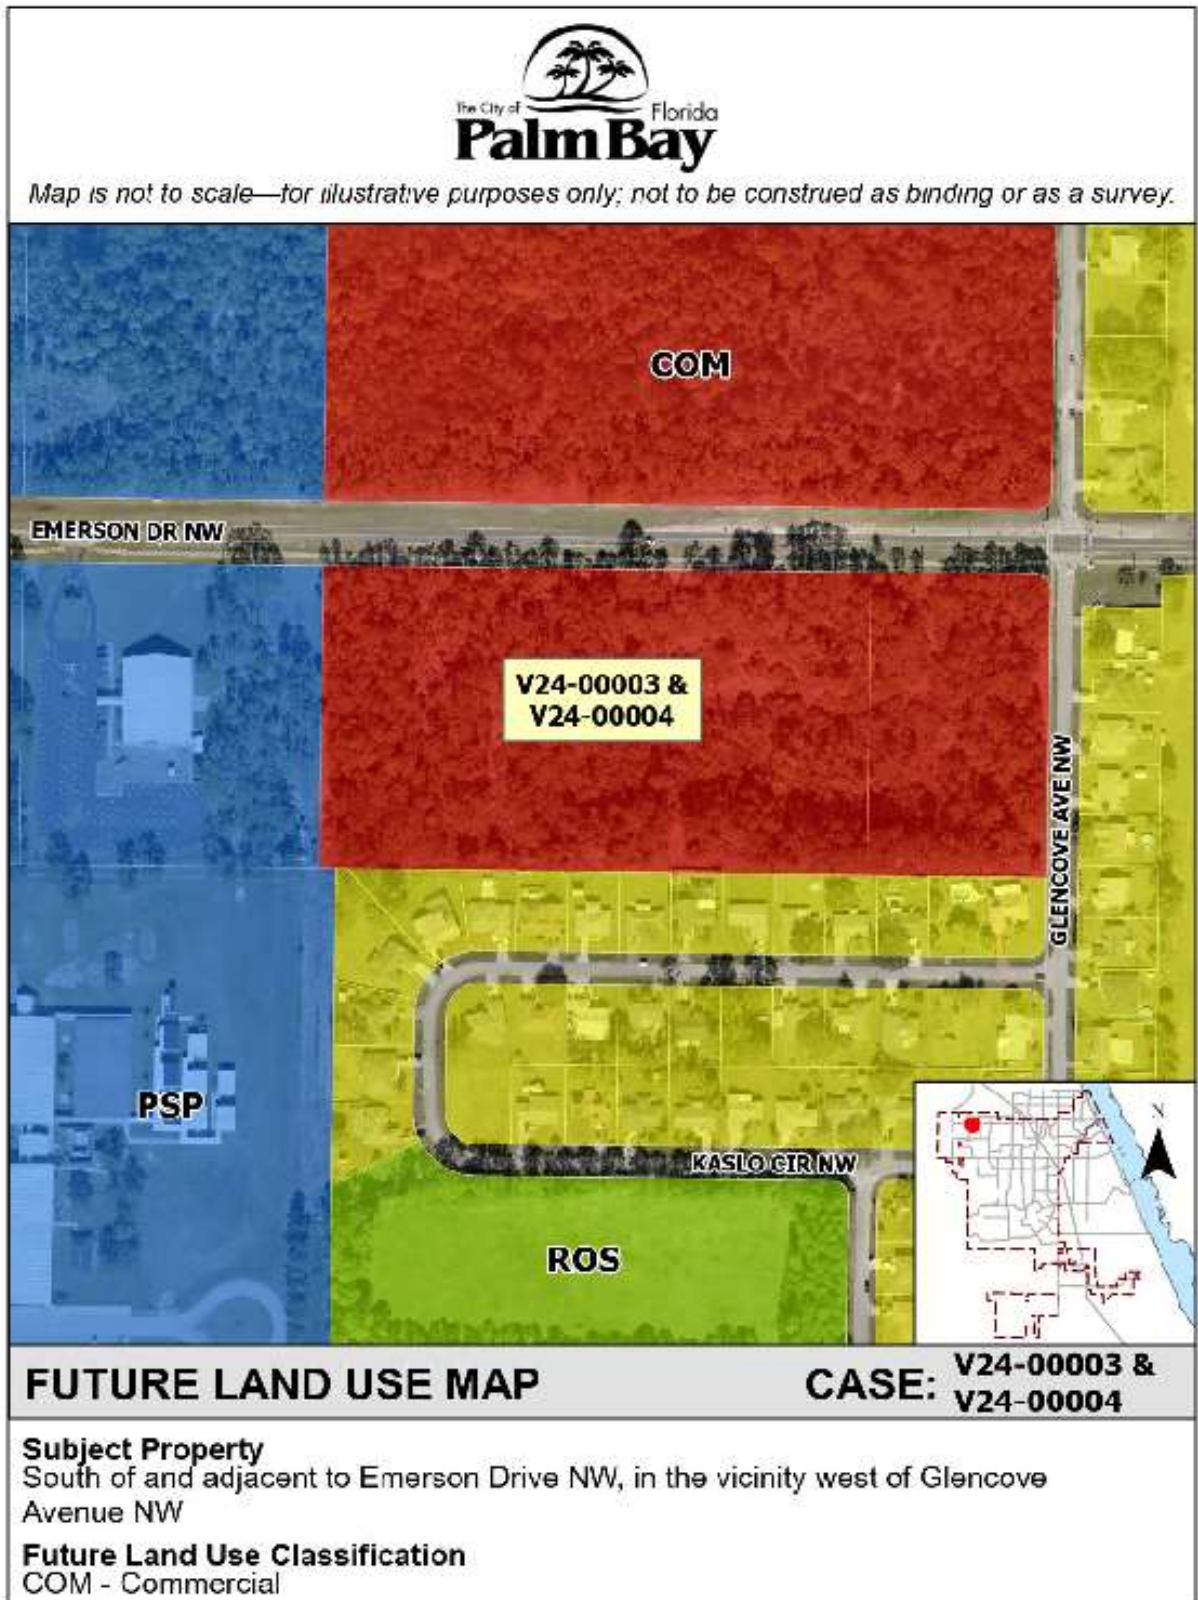 The City of Florida
Palm Bay
Map is not to scale—for illustrative purposes only; not to be construed as binding or as a survey.
COM
EMERSON DR NW
V24-00003 &
V24-00004
GLENCOVE AVE NW
PSP
KASLO CIR NW
N
ROS
FUTURE LAND USE MAP
CASE: V24-00003 &
V24-00004
Subject Property
South of and adjacent to Emerson Drive NW, in the vicinity west of Glencove
Avenue NW
Future Land Use Classification
COM - Commercial